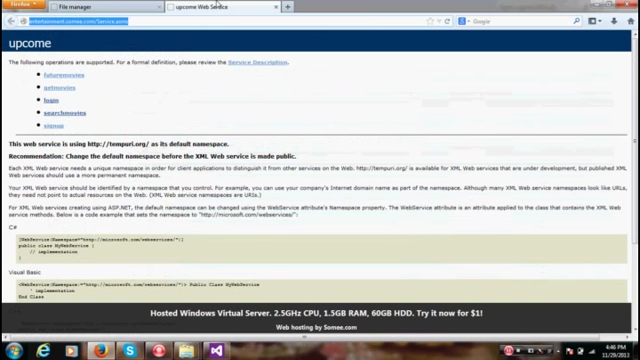 Firefox
File manager
upcome Web Service
entertainment.somee.com/Service.asmx
Google
upcome
The following operations are supported. For a formal definition, please review the Service Description.
futuremovies
getmovies
login
searchmovies
signup
This web service is using http://tempuri.org/ as its default namespace.
Recommendation: Change the default namespace before the XML Web service is made public.
Each XML Web service needs a unique namespace in order for client applications to distinguish it from other services on the Web. http://tempuri.org/ is available for XML Web services that are under development, but published XML
Web services should use a more permanent namespace.
Your XML Web service should be identified by a namespace that you control. For example, you can use your company's Internet domain name as part of the namespace. Although many XML Web service namespaces look like URLs,
they need not point to actual resources on the Web. (XML Web service namespaces are URIs.)
For XML Web services creating using ASP.NET, the default namespace can be changed using the WebService attribute's Namespace property. The WebService attribute is an attribute applied to the class that contains the XML Web
service methods. Below is a code example that sets the namespace to "http://microsoft.com/webservices/":
C#
[WebService(Namespace="http://microsoft.com/webservices/")]
public class MyWebService {
// implementation
}
Visual Basic
<WebService(Namespace:="http://microsoft.com/webservices/")> Public Class MyWebService
' implementation
End Class
C++
Hosted Windows Virtual Server. 2.5GHz CPU, 1.5GB RAM, 60GB HDD. Try it now for $1!
Web hosting by Somee.com
4:46 PM
11/29/2013